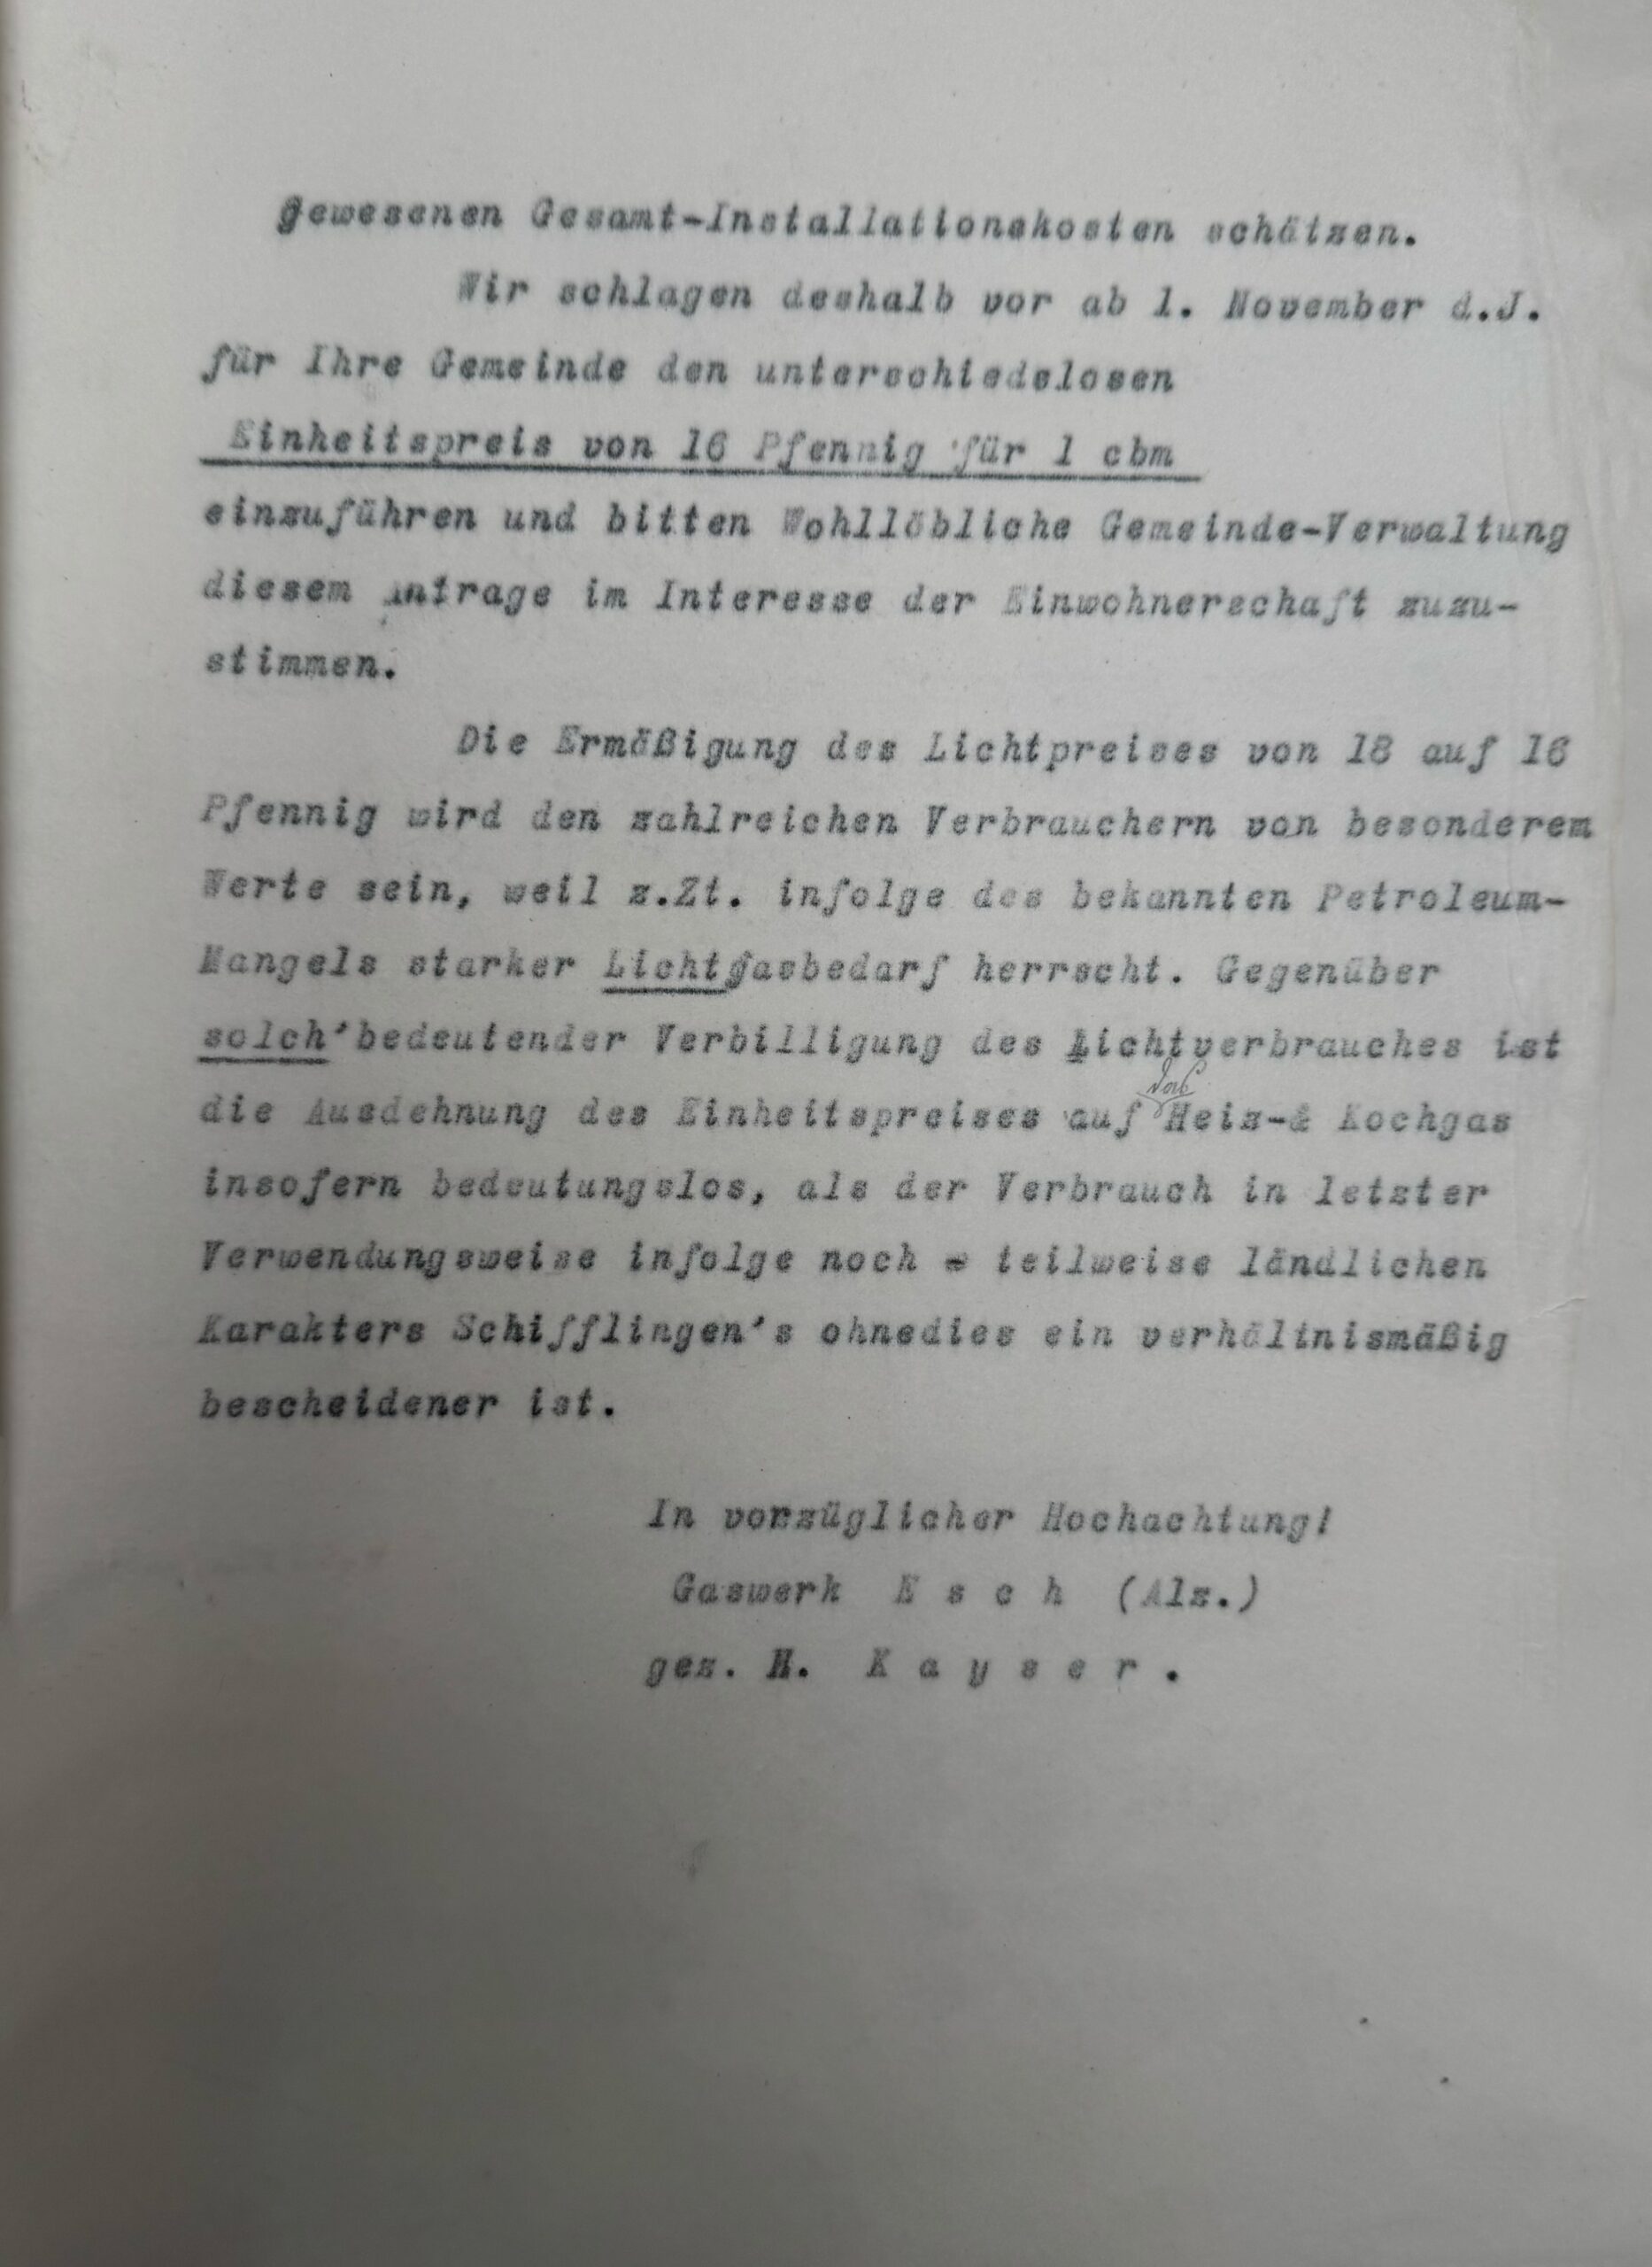 gewesenen Gesamt-Installationskosten schätzen.
Wir schlagen deshalb vor ab 1. November d.J.
für Ihre Gemeinde den unterschiedslosen
Einheitspreis von 16 Pfennig für 1 cbm
einzuführen und bitten Wohllöbliche Gemeinde-Verwaltung
diesem Antrage im Interesse der Einwohnerschaft zuzu-
stimmen.
Die Ermäßigung des Lichtpreises von 18 auf 16
Pfennig wird den zahlreichen Verbrauchern von besonderem
Werte sein, weil z.Zt. infolge des bekannten Petroleum-
Mangels starker Lichtgasbedarf herrscht. Gegenüber
solch'bedeutender Verbilligung des Lichtverbrauches ist
das
die Ausdehnung des Einheitspreises auf Heiz-& Kochgas
insofern bedeutungslos, als der Verbrauch in letzter
Verwendungsweise infolge noch - teilweise ländlichen
Karakters Schifflingen's ohnedies ein verhältnismäßig
bescheidener ist.
In vorzüglicher Hochachtung!
Gaswerk E s c h (Alz.)
gez. H. K a y s e r .